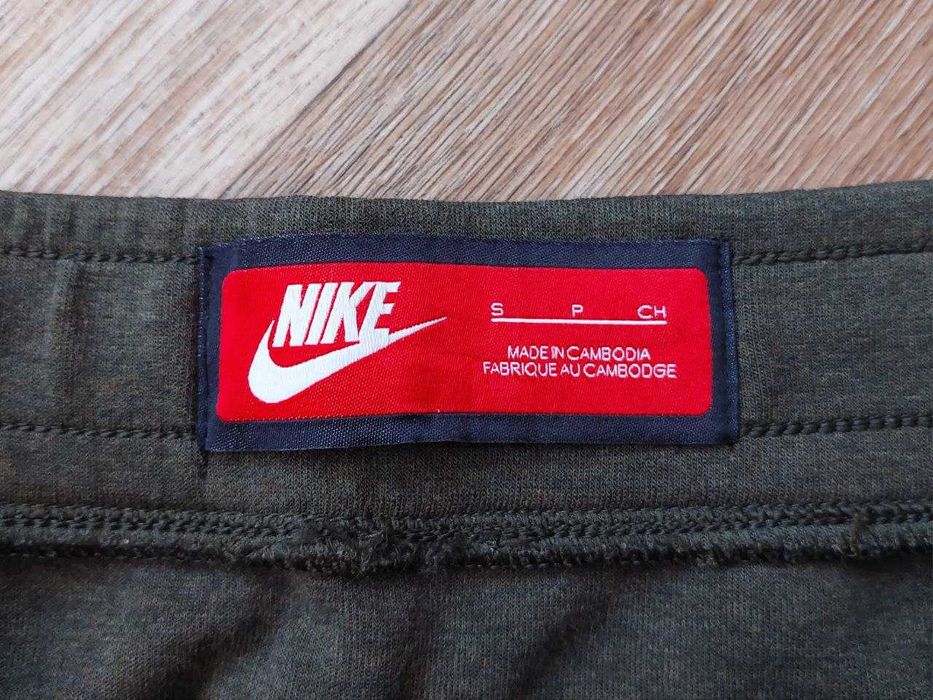 NIKE
S P CH
MADE IN CAMBODIA
FABRIQUE AU CAMBODGE